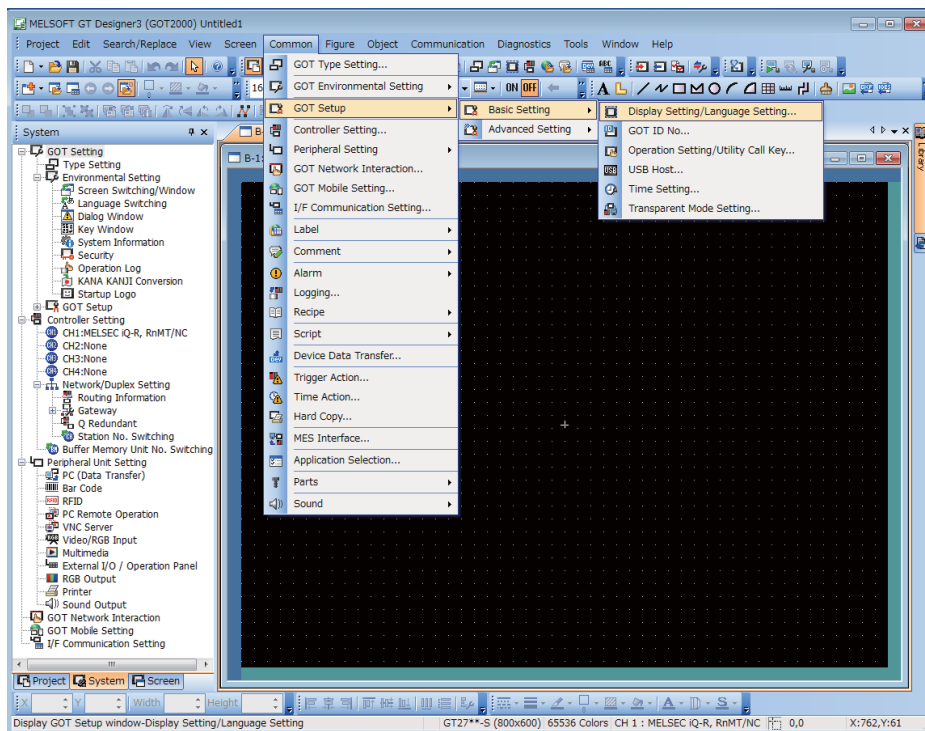 MELSOFT GT Designer3 (GOT2000) Untitled1
Project Edit Search/Replace View Screen Common Figure Object Communication Diagnostics Tools Window Help
16
ON OFF
System
GOT Setting
Type Setting
Environmental Setting
Screen Switching/Window
Language Switching
Dialog Window
Key Window
System Information
Security
Operation Log
KANA KANJI Conversion
Startup Logo
GOT Setup
Controller Setting
CH1:MELSEC iQ-R, RnMT/NC
CH2:None
CH3:None
CH4:None
Network/Duplex Setting
Routing Information
Gateway
Q Redundant
Station No. Switching
Buffer Memory Unit No. Switching
Peripheral Unit Setting
PC (Data Transfer)
Bar Code
RFID
PC Remote Operation
VNC Server
Video/RGB Input
Multimedia
External I/O / Operation Panel
RGB Output
Printer
Sound Output
GOT Network Interaction
GOT Mobile Setting
I/F Communication Setting
Project System Screen
B-
B-1:
GOT Type Setting...
GOT Environmental Setting
GOT Setup
Controller Setting...
Peripheral Setting
GOT Network Interaction...
GOT Mobile Setting...
I/F Communication Setting...
Label
Comment
Alarm
Logging...
Recipe
Script
Device Data Transfer...
Trigger Action...
Time Action...
Hard Copy...
MES Interface...
Application Selection...
Parts
Sound
Basic Setting
Advanced Setting
Display Setting/Language Setting...
GOT ID No...
Operation Setting/Utility Call Key...
USB Host...
Time Setting...
Transparent Mode Setting...
Library
X Y Width Height
Display GOT Setup window-Display Setting/Language Setting GT27**-S (800x600) 65536 Colors CH 1 : MELSEC iQ-R, RnMT/NC 0,0 X:762,Y:61